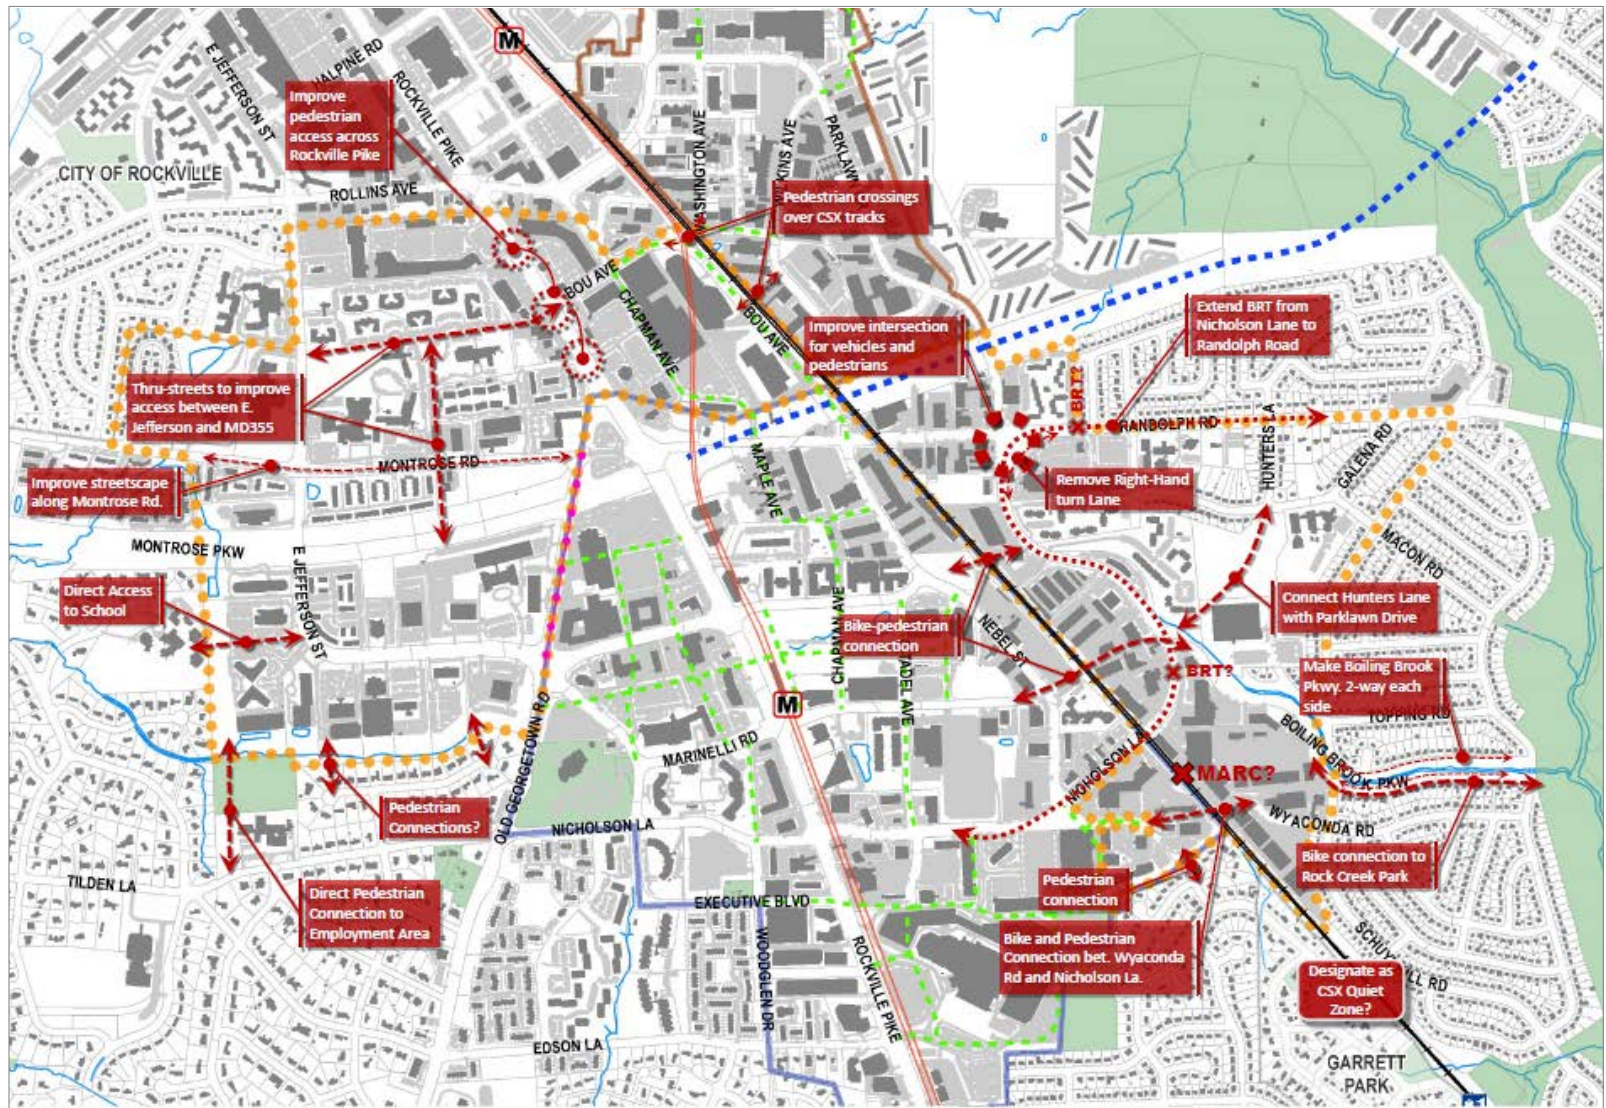 M
E JEFFERSON ST
HALPINE RD
ROCKVILLE PIKE
Improve
pedestrian
access across
Rockville Pike
CITY OF ROCKVILLE
ROLLINS AVE
WASHINGTON AVE
WILKINS AVE
PARKLAWN
Pedestrian crossings
over CSX tracks
BOU AVE
CHAPMAN AVE
BOU AVE
Improve intersection
for vehicles and
pedestrians
Extend BRT from
Nicholson Lane to
Randolph Road
BRT?
Thru-streets to improve
access between E.
Jefferson and MD355
RANDOLPH RD
HUNTERS LA
GALENA RD
Improve streetscape
along Montrose Rd.
MONTROSE RD
MAPLE AVE
Remove Right-Hand
turn Lane
MONTROSE PKW
E JEFFERSON ST
MACON RD
Direct Access
to School
Connect Hunters Lane
with Parklawn Drive
Bike-pedestrian
connection
CHAPMAN AVE
NEBEL ST
TADEL AVE
BRT?
Make Boiling Brook
Pkwy. 2-way each
side
TOPPING RD
M
OLD GEORGETOWN RD
MARINELLI RD
NICHOLSON LA
BOILING BROOK PKW
MARC?
Pedestrian
Connections?
NICHOLSON LA
WYACONDA RD
Bike connection to
Rock Creek Park
TILDEN LA
Direct Pedestrian
Connection to
Employment Area
Pedestrian
connection
EXECUTIVE BLVD
WOODGLEN DR
ROCKVILLE PIKE
Bike and Pedestrian
Connection bet. Wyaconda
Rd and Nicholson La.
SCHUY ILL RD
Designate as
CSX Quiet
Zone?
EDSON LA
GARRETT
PARK